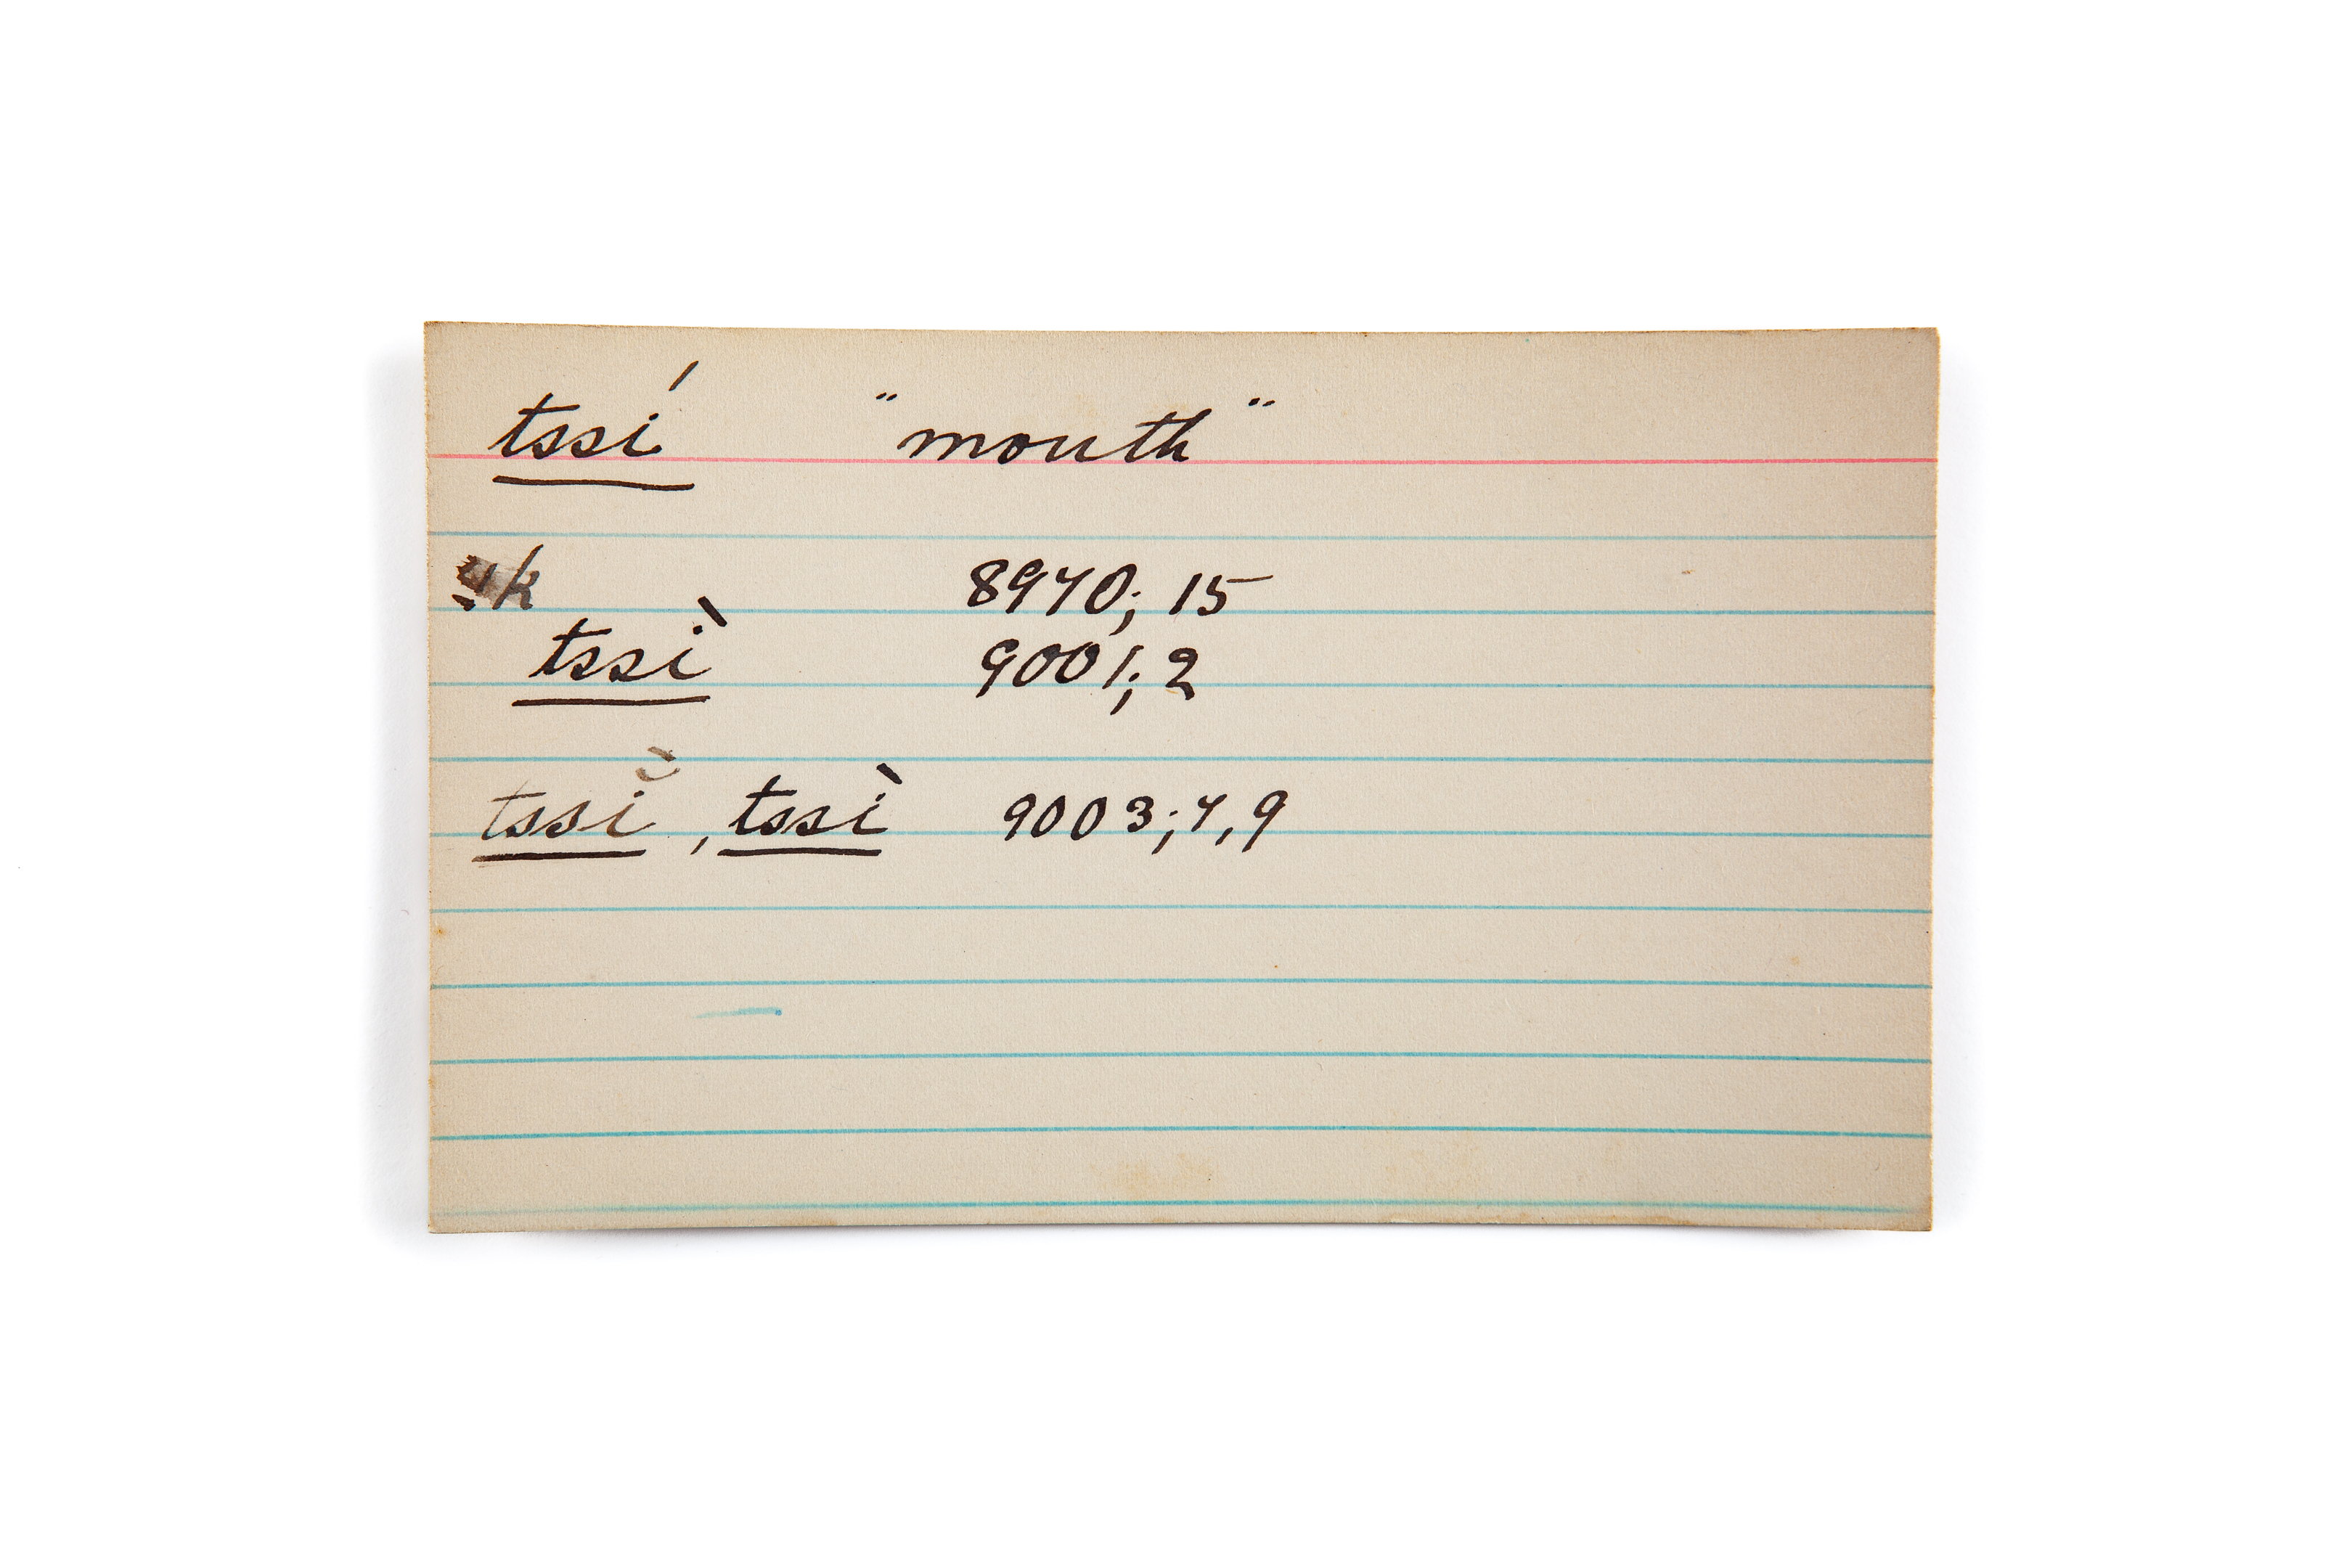 tssí "mouth"
k 8970; 15
tssì 9001; 2
tssì̆, tssì 9003; 7, 9